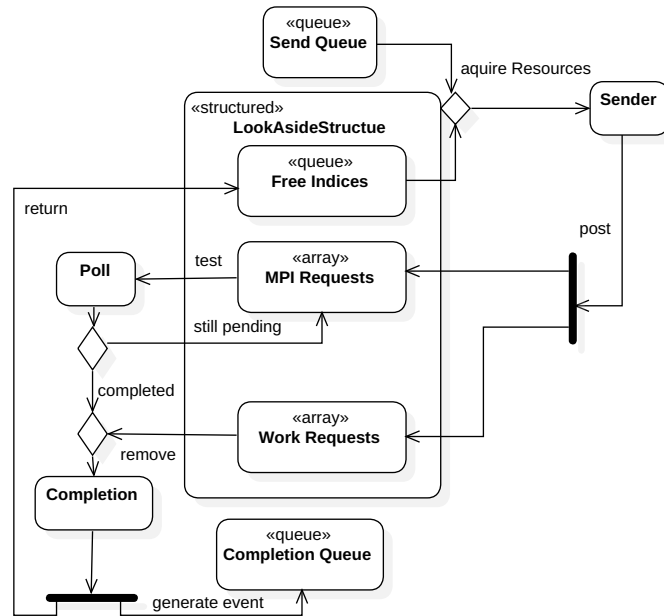 «queue»
Send Queue
aquire Resources
Sender
«structured»
LookAsideStructue
«queue»
Free Indices
return
post
«array»
MPI Requests
test
Poll
still pending
completed
«array»
Work Requests
remove
Completion
«queue»
Completion Queue
generate event